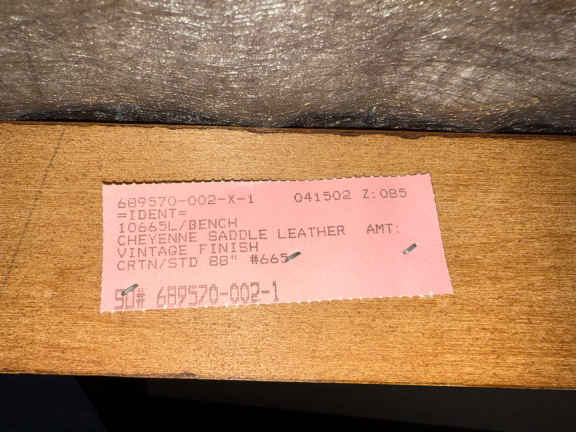 689570-002-X-1 041502 Z:085
=IDENT=
10665L/BENCH
CHEYENNE SADDLE LEATHER AMT:
VINTAGE FINISH
CRTN/STD 88" #665
SO# 689570-002-1